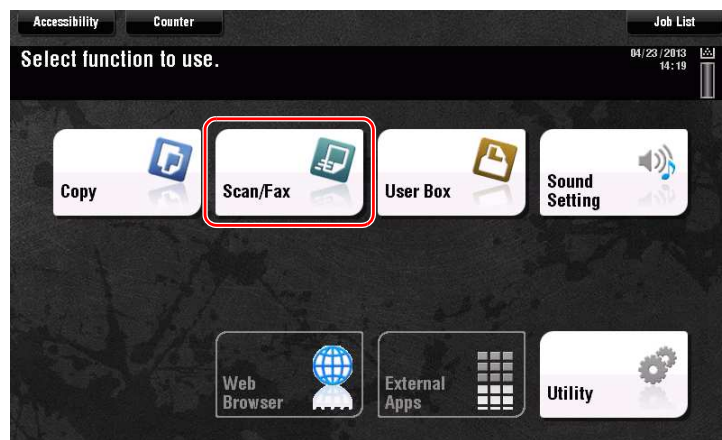 Accessibility Counter Job List
Select function to use.
04/23/2013
14:19
Copy
Scan/Fax
User Box
Sound
Setting
Web
Browser
External
Apps
Utility